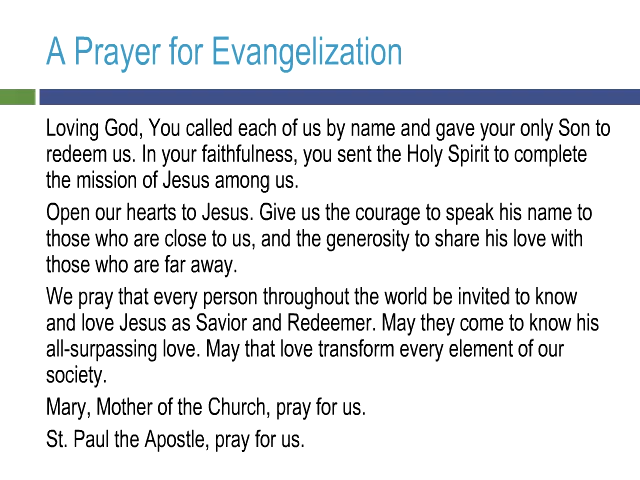 A Prayer for Evangelization
Loving God, You called each of us by name and gave your only Son to
redeem us. In your faithfulness, you sent the Holy Spirit to complete
the mission of Jesus among us.
Open our hearts to Jesus. Give us the courage to speak his name to
those who are close to us, and the generosity to share his love with
those who are far away.
We pray that every person throughout the world be invited to know
and love Jesus as Savior and Redeemer. May they come to know his
all-surpassing love. May that love transform every element of our
society.
Mary, Mother of the Church, pray for us.
St. Paul the Apostle, pray for us.